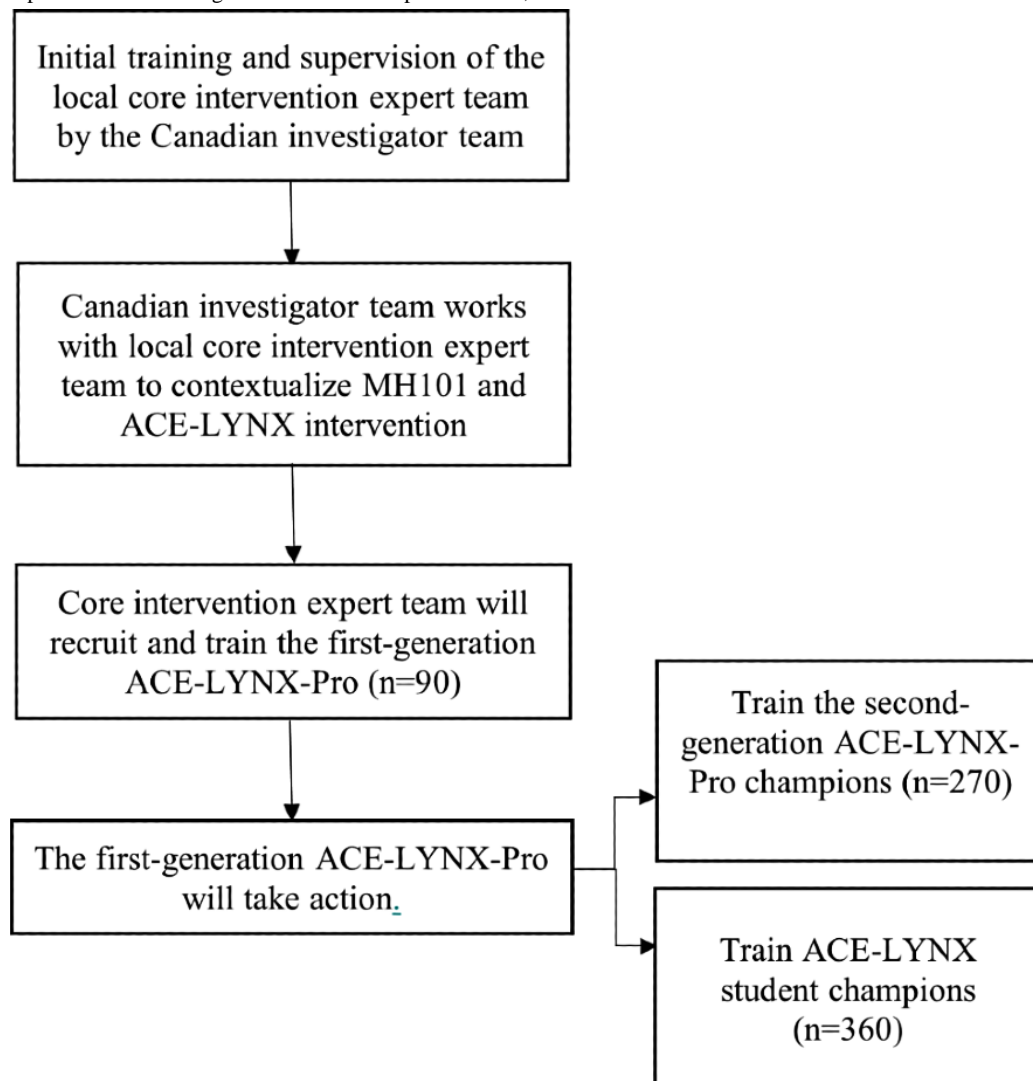 Initial training and supervision of the
local core intervention expert team
by the Canadian investigator team
Canadian investigator team works
with local core intervention expert
team to contextualize MH101 and
ACE-LYNX intervention
Core intervention expert team will
recruit and train the first-generation
ACE-LYNX-Pro (n=90)
The first-generation ACE-LYNX-Pro
will take action.
Train the second-
generation ACE-LYNX-
Pro champions (n=270)
Train ACE-LYNX
student champions
(n=360)